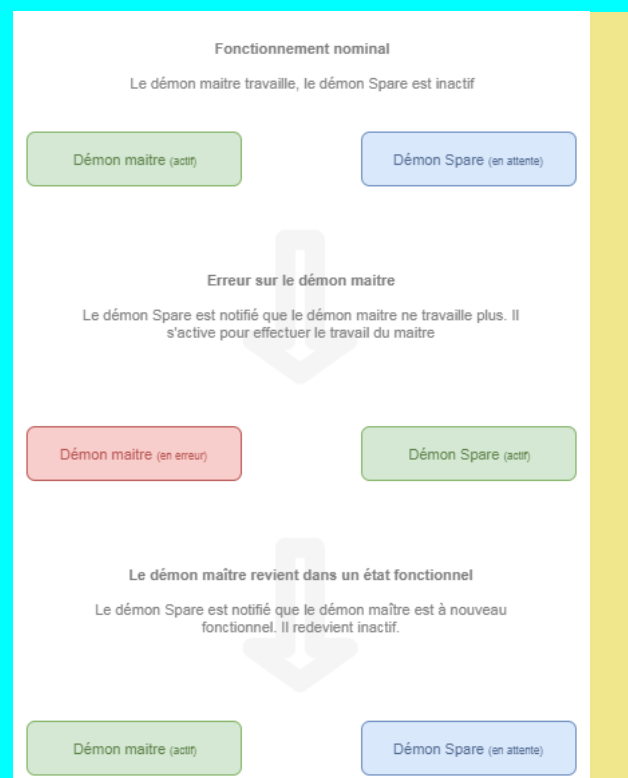 Fonctionnement nominal
Le démon maitre travaille, le démon Spare est inactif
Démon maitre (actif)
Démon Spare (en attente)
Erreur sur le démon maitre
Le démon Spare est notifié que le démon maitre ne travaille plus. Il
s'active pour effectuer le travail du maitre
Démon maitre (en erreur)
Démon Spare (actif)
Le démon maître revient dans un état fonctionnel
Le démon Spare est notifié que le démon maître est à nouveau
fonctionnel. Il redevient inactif.
Démon maitre (actif)
Démon Spare (en attente)